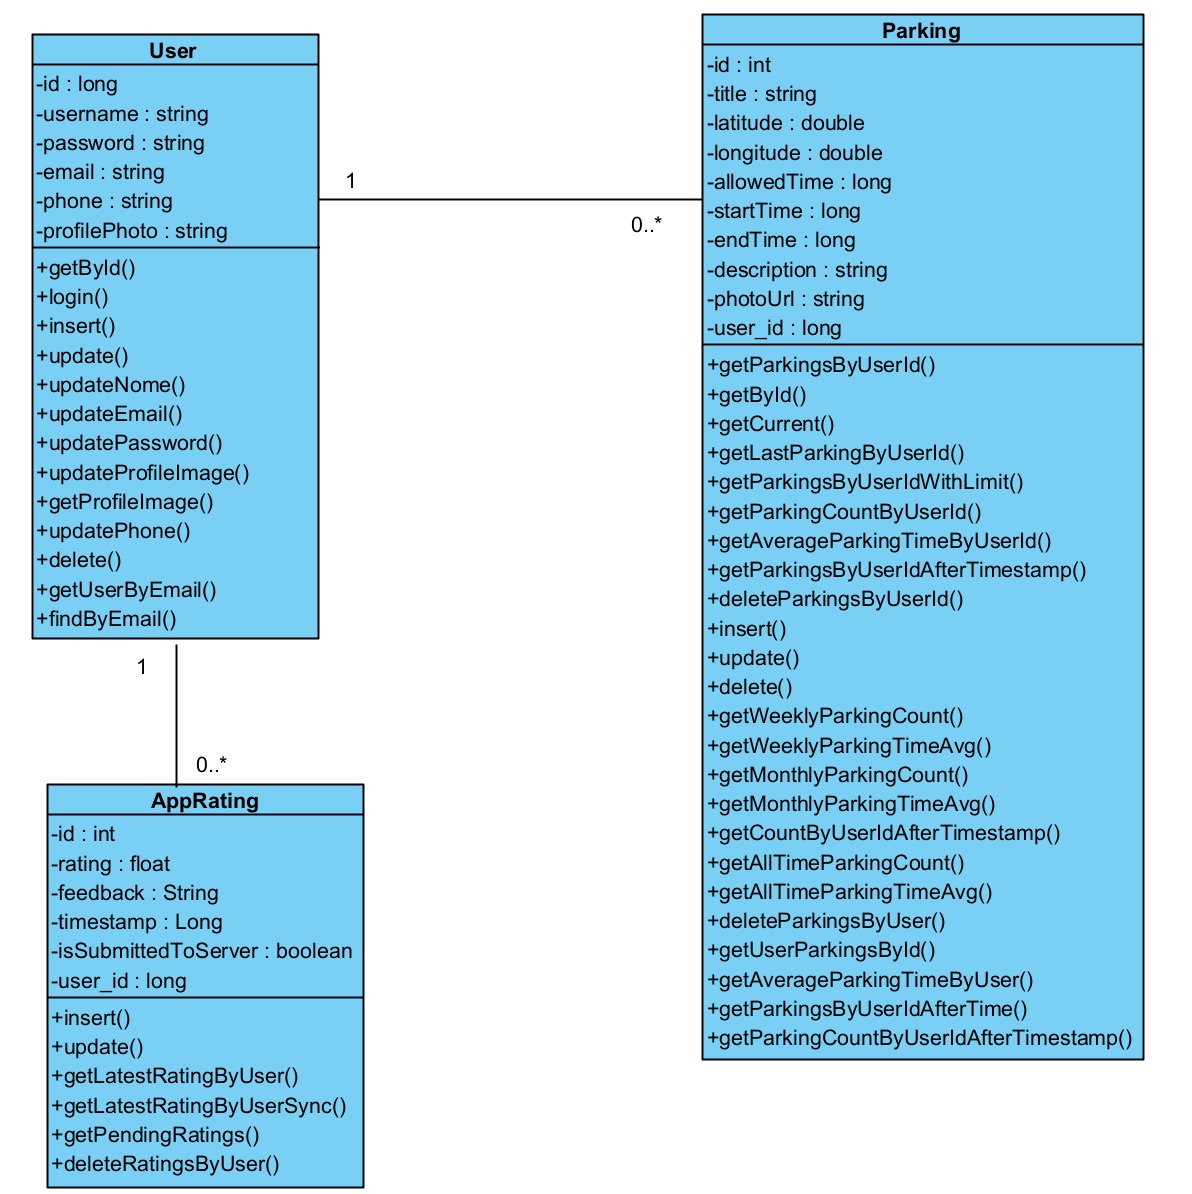 User
-id : long
-username : string
-password : string
-email : string
-phone : string
-profilePhoto : string
+getById()
+login()
+insert()
+update()
+updateNome()
+updateEmail()
+updatePassword()
+updateProfileImage()
+getProfileImage()
+updatePhone()
+delete()
+getUserByEmail()
+findByEmail()
1
0..*
Parking
-id : int
-title : string
-latitude : double
-longitude : double
-allowedTime : long
-startTime : long
-endTime : long
-description : string
-photoUrl : string
-user_id : long
+getParkingsByUserId()
+getById()
+getCurrent()
+getLastParkingByUserId()
+getParkingsByUserIdWithLimit()
+getParkingCountByUserId()
+getAverageParkingTimeByUserId()
+getParkingsByUserIdAfterTimestamp()
+deleteParkingsByUserId()
+insert()
+update()
+delete()
+getWeeklyParkingCount()
+getWeeklyParkingTimeAvg()
+getMonthlyParkingCount()
+getMonthlyParkingTimeAvg()
+getCountByUserIdAfterTimestamp()
+getAllTimeParkingCount()
+getAllTimeParkingTimeAvg()
+deleteParkingsByUser()
+getUserParkingsById()
+getAverageParkingTimeByUser()
+getParkingsByUserIdAfterTime()
+getParkingCountByUserIdAfterTimestamp()
1
0..*
AppRating
-id : int
-rating : float
-feedback : String
-timestamp : Long
-isSubmittedToServer : boolean
-user_id : long
+insert()
+update()
+getLatestRatingByUser()
+getLatestRatingByUserSync()
+getPendingRatings()
+deleteRatingsByUser()